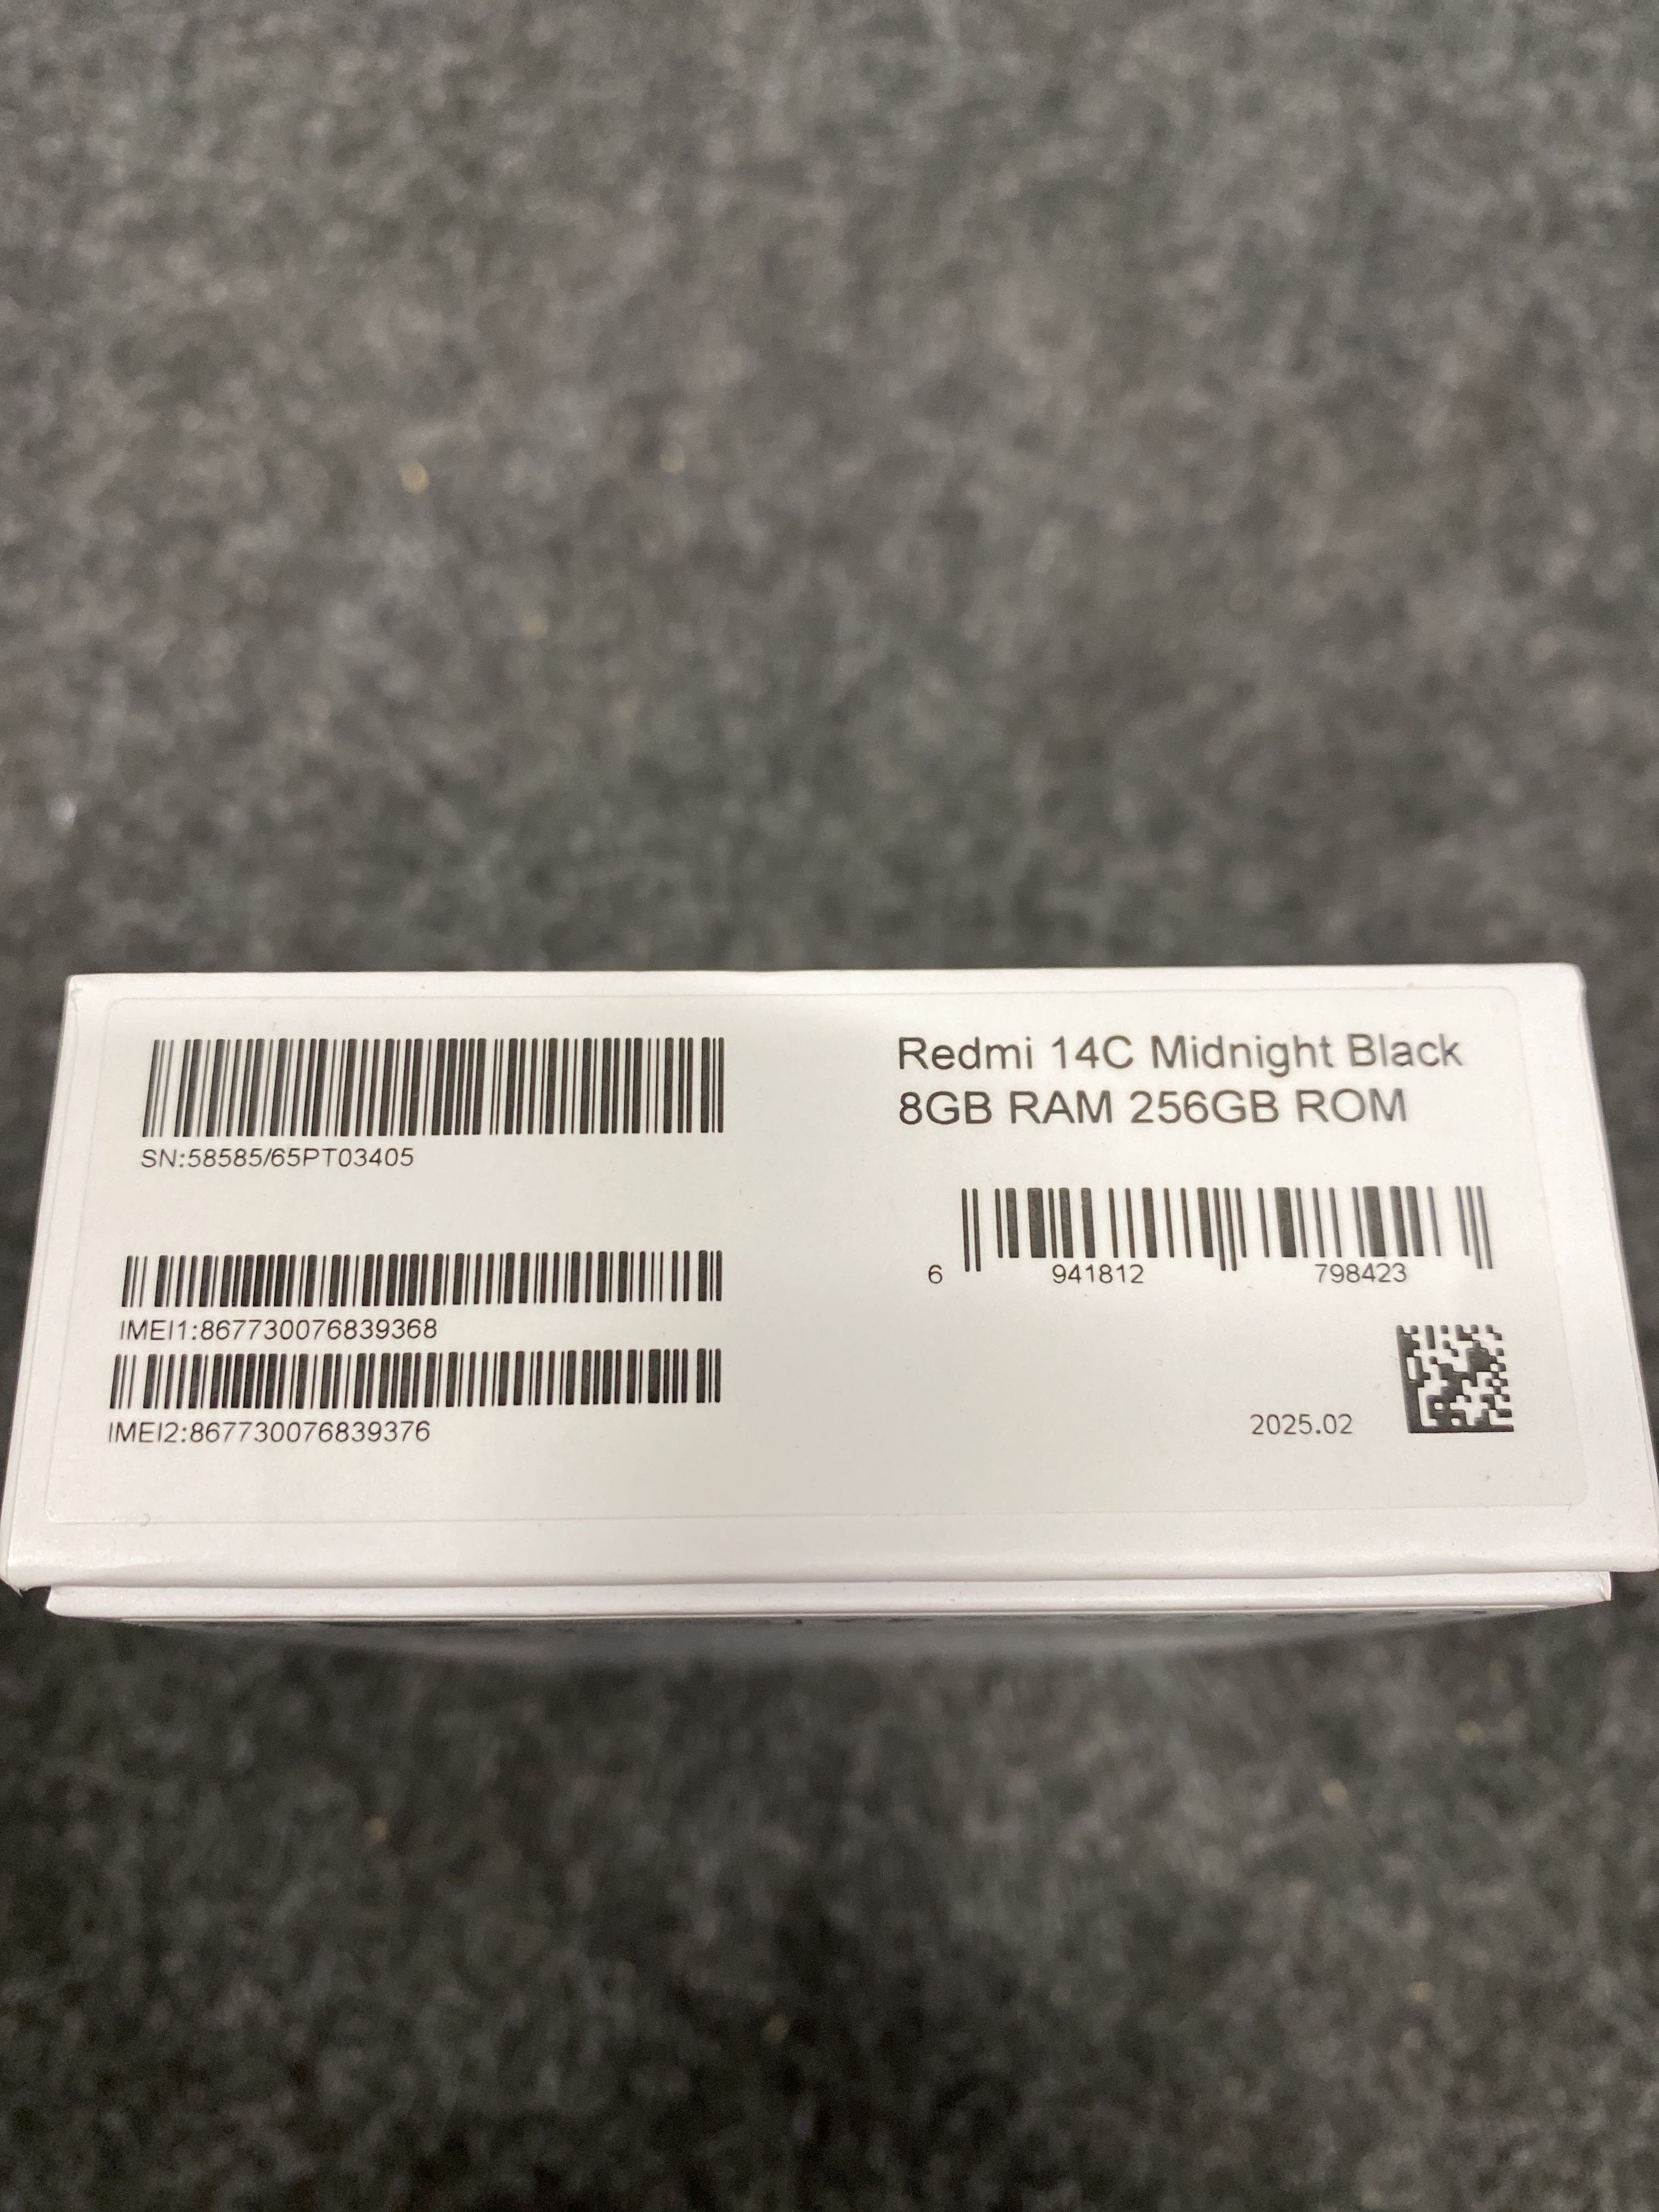 SN:58585/65PT03405
IMEI1:867730076839368
IMEI2:867730076839376
Redmi 14C Midnight Black
8GB RAM 256GB ROM
6 941812 798423
2025.02